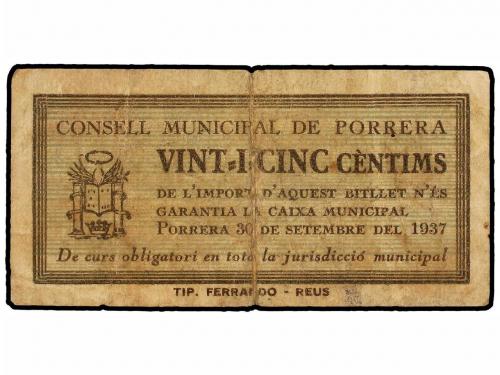 CONSELL MUNICIPAL DE PORRERA
VINT-I-CINC CÈNTIMS
DE L'IMPORT D'AQUEST BITLLET N'ÉS
GARANTIA LA CAIXA MUNICIPAL
PORRERA 30 DE SETEMBRE DEL 1937
De curs obligatori en tota la jurisdicció municipal
TIP. FERRANDO - REUS